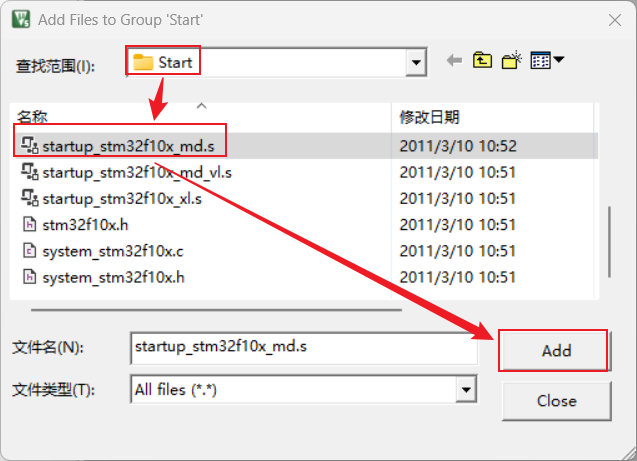 Add Files to Group 'Start'
查找范围(I):
Start
名称
修改日期
startup_stm32f10x_md.s
2011/3/10 10:52
startup_stm32f10x_md_vl.s
2011/3/10 10:51
startup_stm32f10x_xl.s
2011/3/10 10:51
stm32f10x.h
2011/3/10 10:51
system_stm32f10x.c
2011/3/10 10:51
system_stm32f10x.h
2011/3/10 10:51
文件名(N):
startup_stm32f10x_md.s
Add
文件类型(T):
All files (*.*)
Close